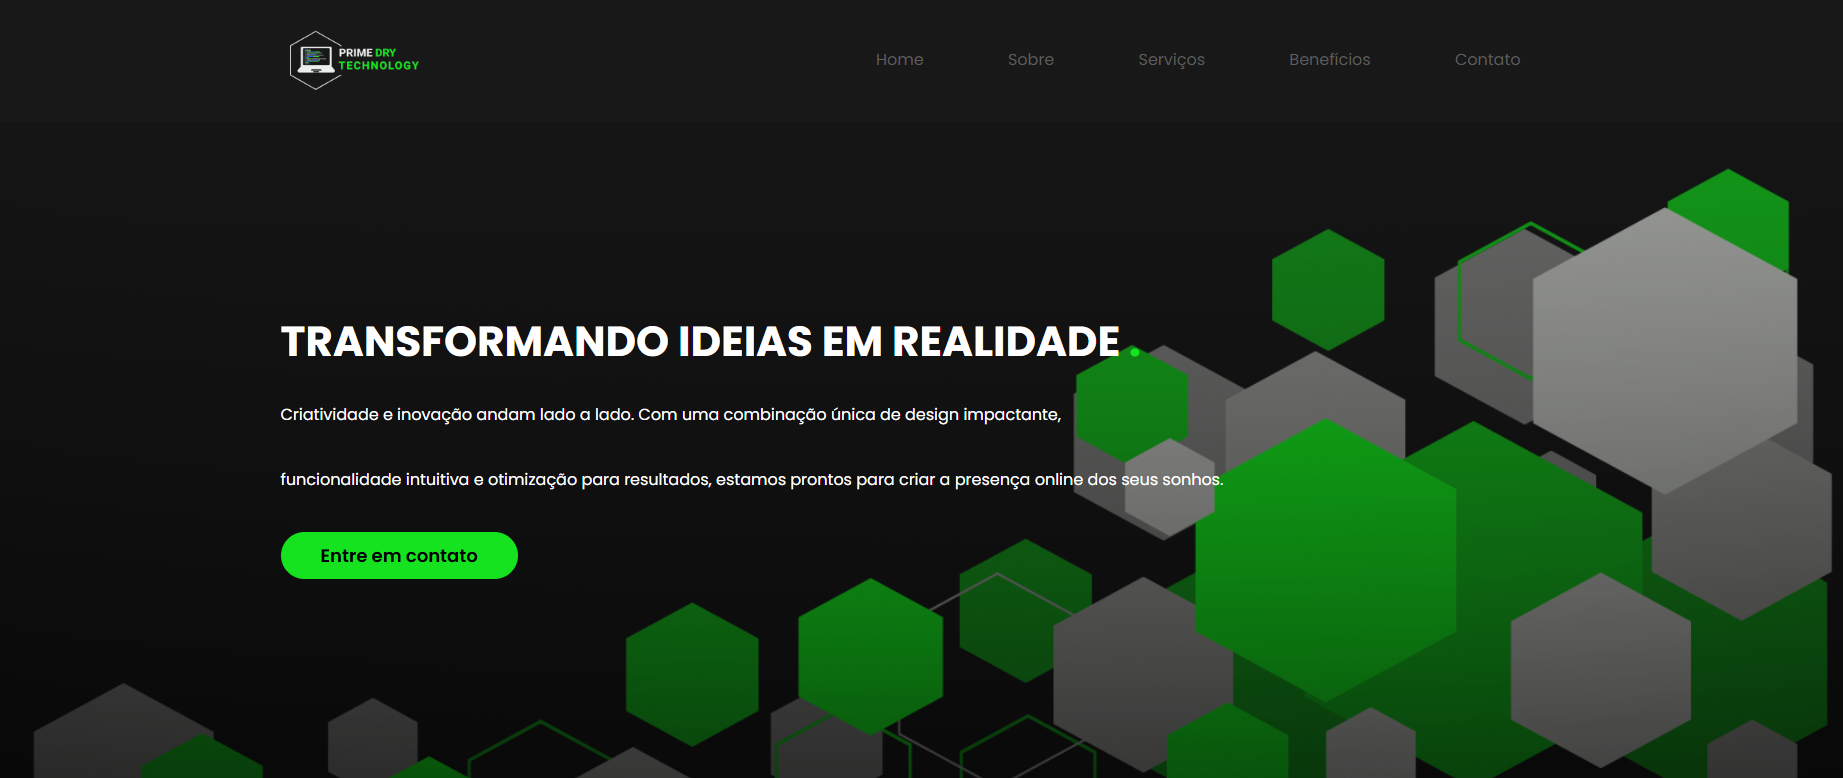 PRIME DRY
TECHNOLOGY
Home
Sobre
Serviços
Benefícios
Contato
TRANSFORMANDO IDEIAS EM REALIDADE .
Criatividade e inovação andam lado a lado. Com uma combinação única de design impactante,
funcionalidade intuitiva e otimização para resultados, estamos prontos para criar a presença online dos seus sonhos.
Entre em contato